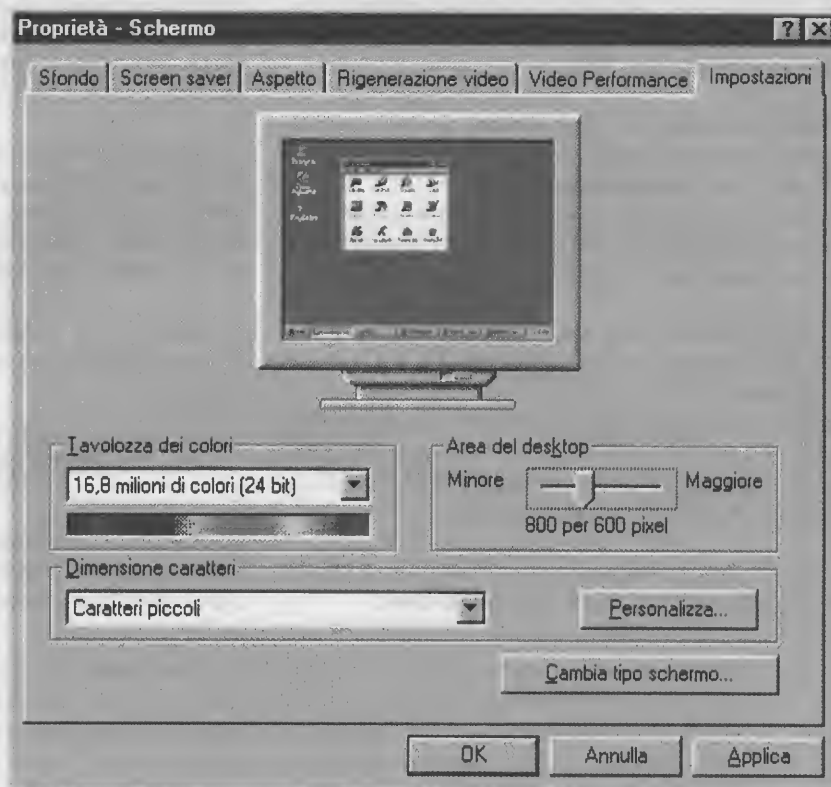 Proprietà - Schermo
Sfondo Screen saver Aspetto Rigenerazione video Video Performance Impostazioni
Tavolozza dei colori
16,8 milioni di colori (24 bit)
Area del desktop
Minore Maggiore
800 per 600 pixel
Dimensione caratteri
Caratteri piccoli
Personalizza...
Cambia tipo schermo...
OK Annulla Applica